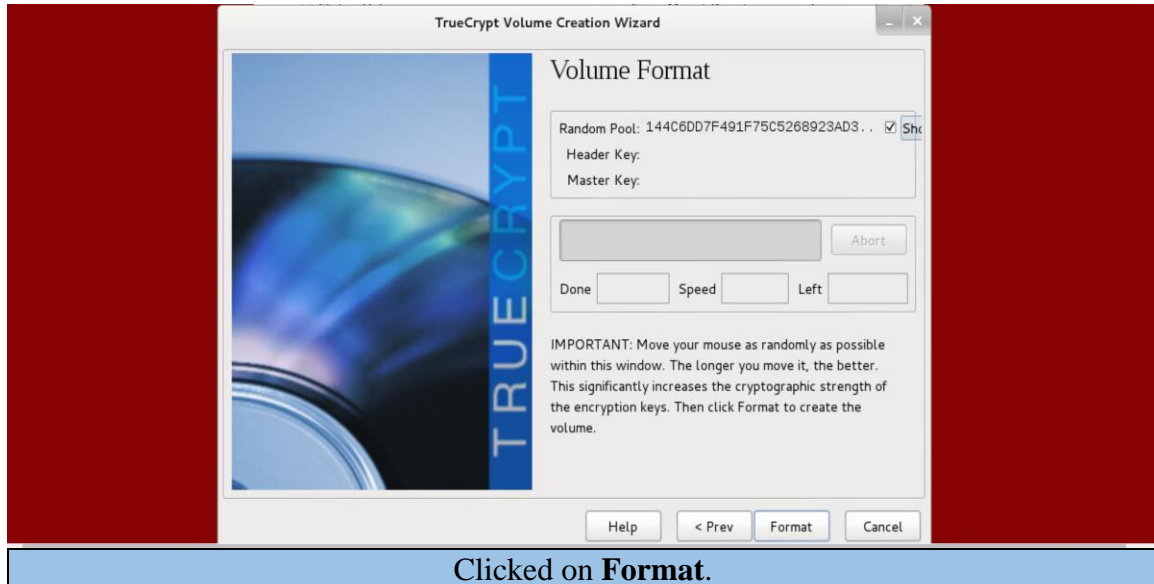 TrueCrypt Volume Creation Wizard
TRUECRYPT
Volume Format
Random Pool: 144C6DD7F491F75C5268923AD3..
Header Key:
Master Key:
Abort
Done Speed Left
IMPORTANT: Move your mouse as randomly as possible
within this window. The longer you move it, the better.
This significantly increases the cryptographic strength of
the encryption keys. Then click Format to create the
volume.
Help < Prev Format Cancel
Clicked on Format.